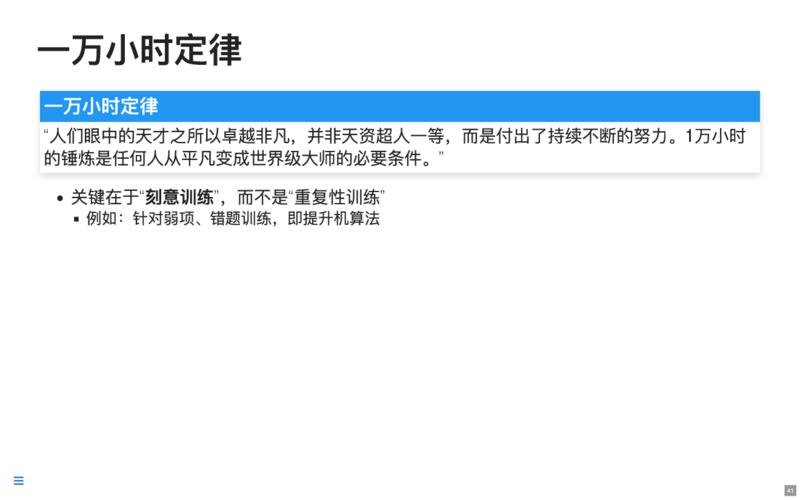 一万小时定律
一万小时定律
“人们眼中的天才之所以卓越非凡，并非天资超人一等，而是付出了持续不断的努力。1万小时
的锤炼是任何人从平凡变成世界级大师的必要条件。”
• 关键在于“刻意训练”，而不是“重复性训练”
▪ 例如：针对弱项、错题训练，即提升机算法
41